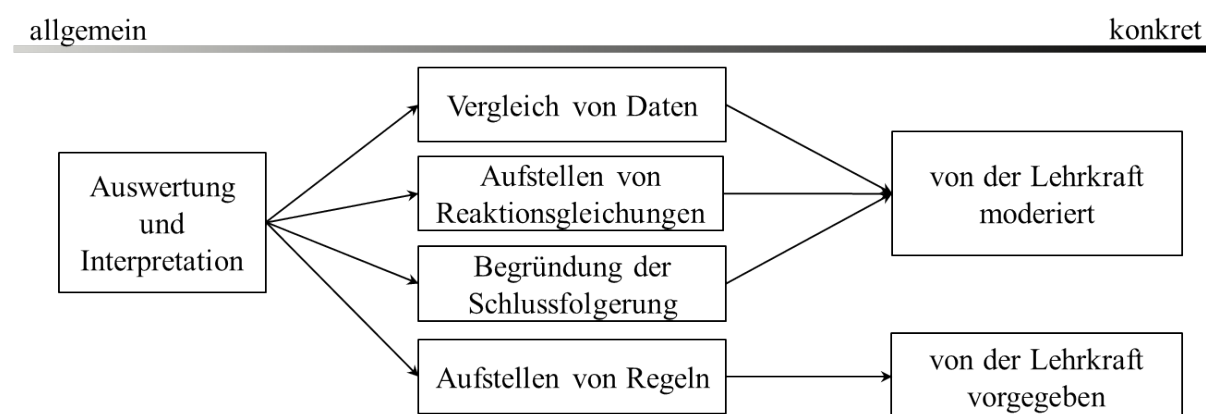 allgemein
konkret
Auswertung
und
Interpretation
Vergleich von Daten
Aufstellen von
Reaktionsgleichungen
Begründung der
Schlussfolgerung
Aufstellen von Regeln
von der Lehrkraft
moderiert
von der Lehrkraft
vorgegeben